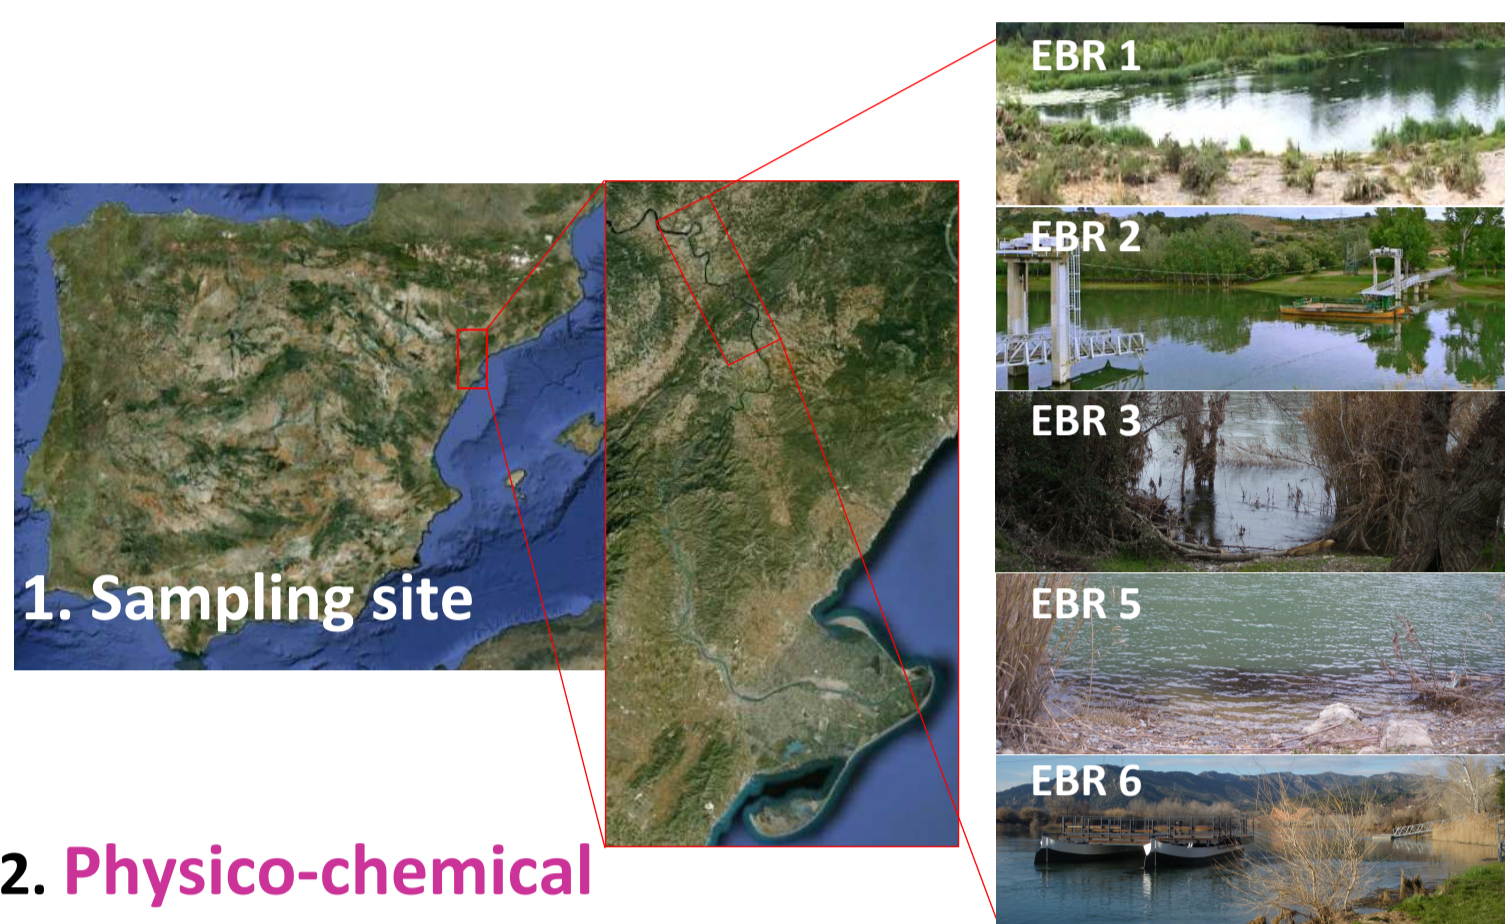 EBR 1
EBR 2
EBR 3
EBR 5
EBR 6
1. Sampling site
2. Physico-chemical